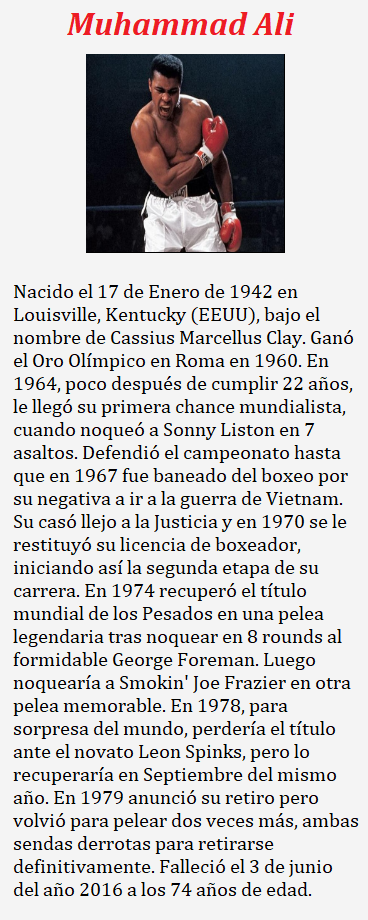 Muhammad Ali
Nacido el 17 de Enero de 1942 en
Louisville, Kentucky (EEUU), bajo el
nombre de Cassius Marcellus Clay. Ganó
el Oro Olímpico en Roma en 1960. En
1964, poco después de cumplir 22 años,
le llegó su primera chance mundialista,
cuando noqueó a Sonny Liston en 7
asaltos. Defendió el campeonato hasta
que en 1967 fue baneado del boxeo por
su negativa a ir a la guerra de Vietnam.
Su casó llejo a la Justicia y en 1970 se le
restituyó su licencia de boxeador,
iniciando así la segunda etapa de su
carrera. En 1974 recuperó el título
mundial de los Pesados en una pelea
legendaria tras noquear en 8 rounds al
formidable George Foreman. Luego
noquearía a Smokin' Joe Frazier en otra
pelea memorable. En 1978, para
sorpresa del mundo, perdería el título
ante el novato Leon Spinks, pero lo
recuperaría en Septiembre del mismo
año. En 1979 anunció su retiro pero
volvió para pelear dos veces más, ambas
sendas derrotas para retirarse
definitivamente. Falleció el 3 de junio
del año 2016 a los 74 años de edad.